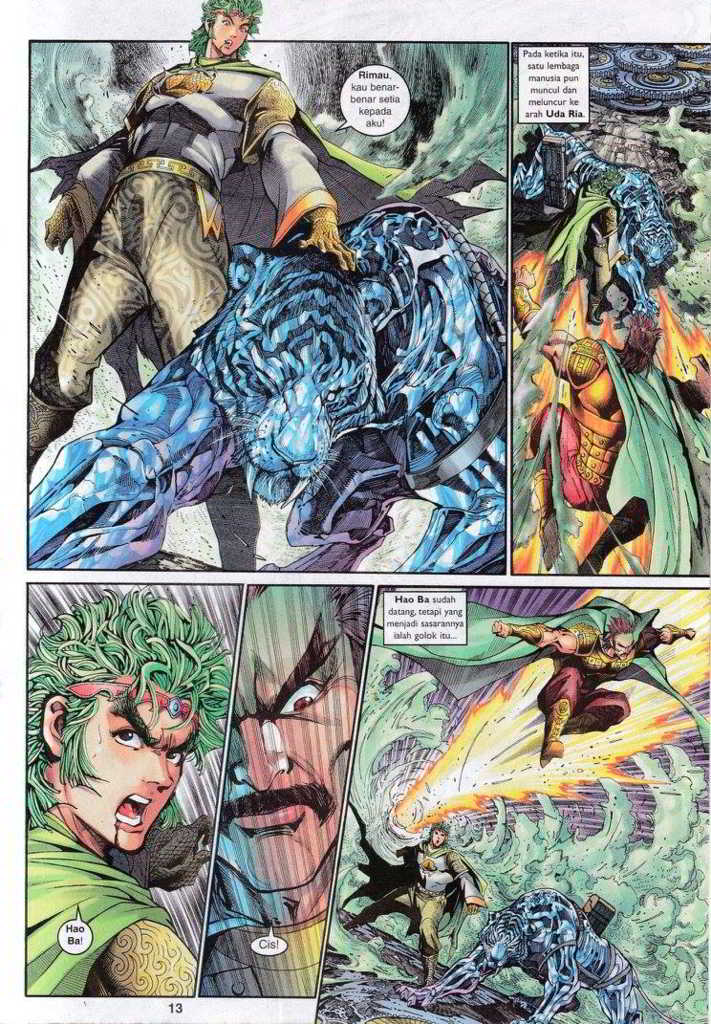 Rimau,
kau benar-
benar setia
kepada
aku!
Pada ketika itu,
satu lembaga
manusia pun
muncul dan
meluncur ke
arah Uda Ria.
Hao
Ba!
Cis!
Hao Ba sudah
datang, tetapi yang
menjadi sasarannya
ialah golok itu...
13